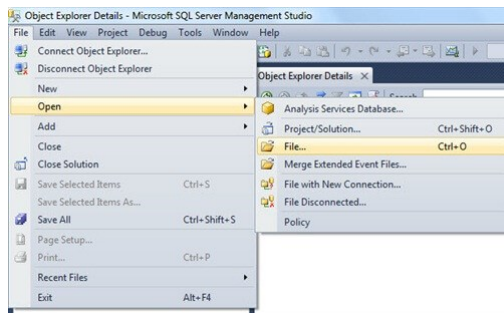 Object Explorer Details - Microsoft SQL Server Management Studio
File Edit View Project Debug Tools Window Help
Connect Object Explorer...
Disconnect Object Explorer
New
Open
Add
Close
Close Solution
Save Selected Items Ctrl+S
Save Selected Items As...
Save All Ctrl+Shift+S
Page Setup...
Print... Ctrl+P
Recent Files
Exit Alt+F4
Object Explorer Details
Search
Analysis Services Database...
Project/Solution... Ctrl+Shift+O
File... Ctrl+O
Merge Extended Event Files...
File with New Connection...
File Disconnected...
Policy